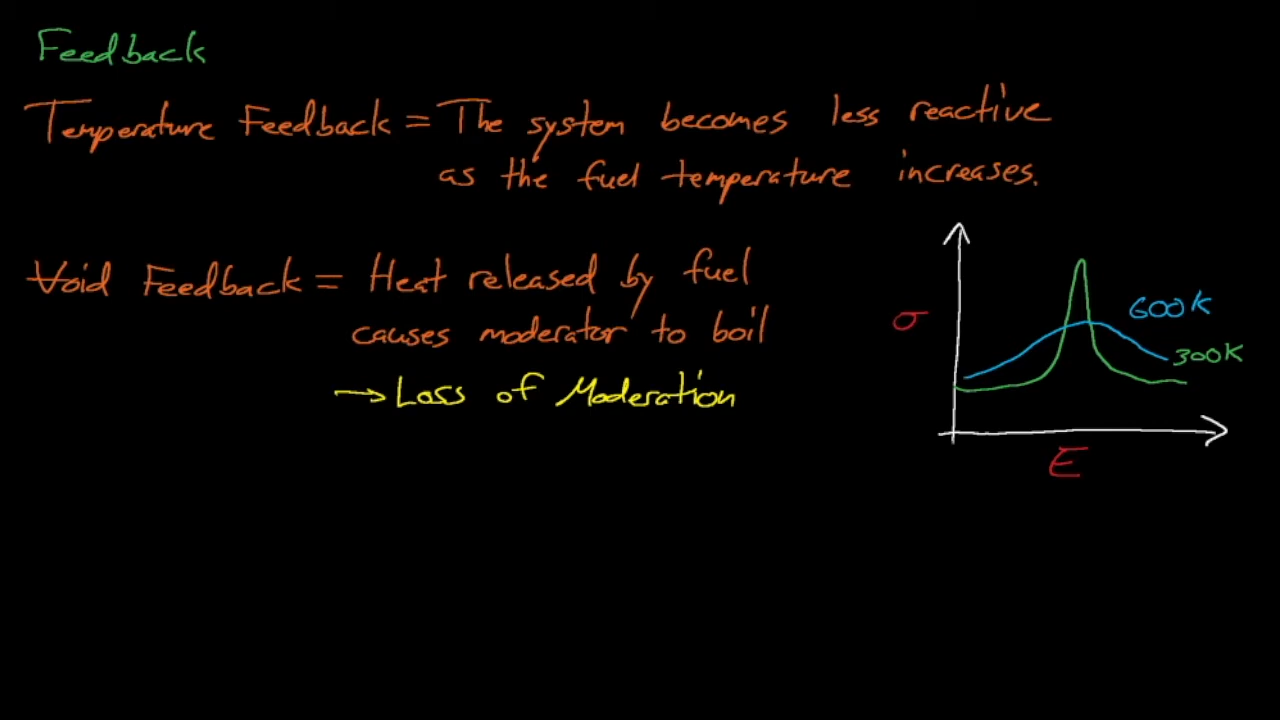 Feedback
Temperature Feedback = The system becomes less reactive
as the fuel temperature increases.
Void Feedback = Heat released by fuel
causes moderator to boil
→ Loss of Moderation
σ
600K
300K
E